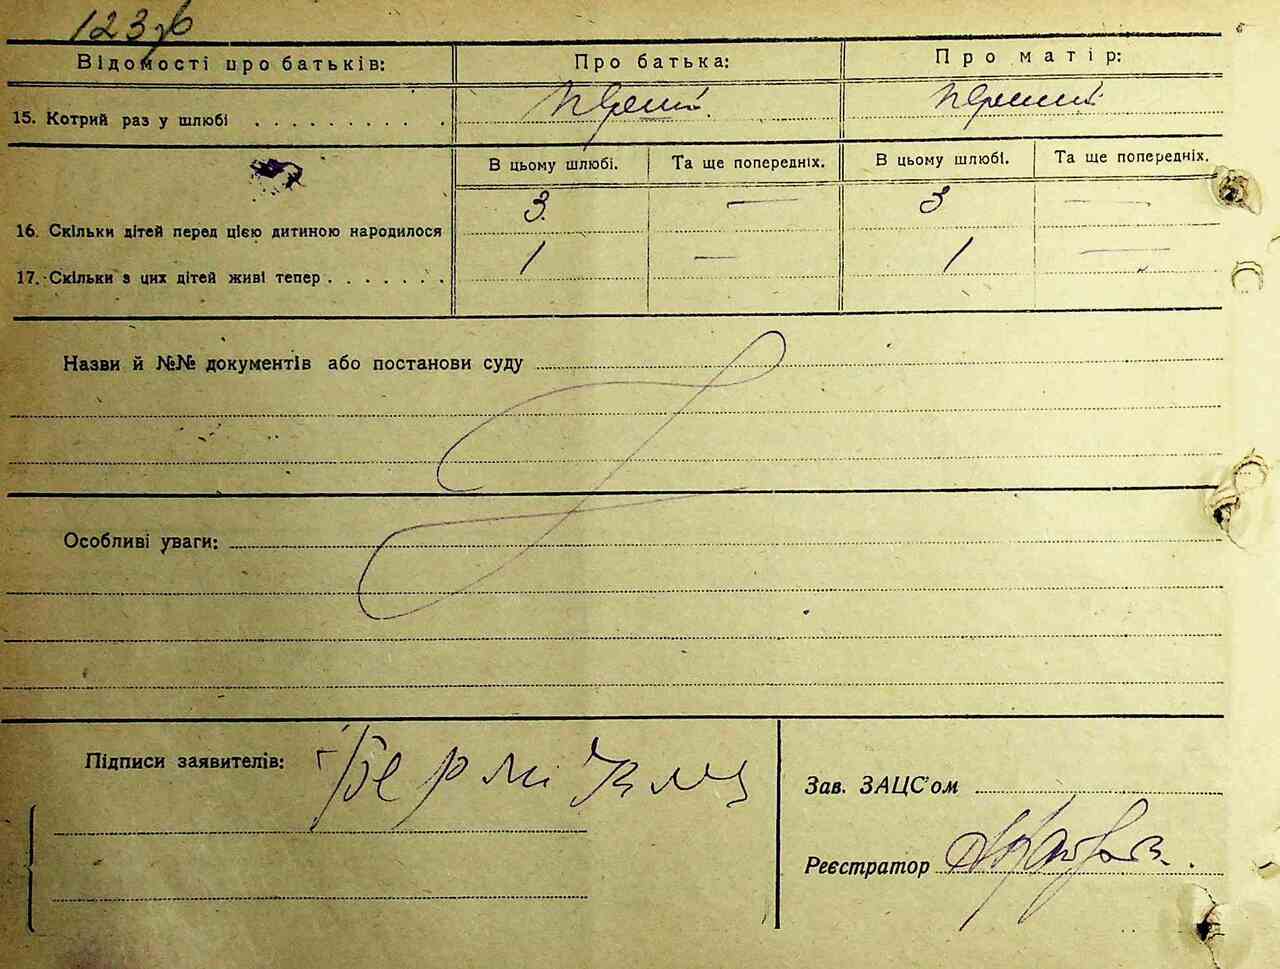 123зв
Відомості про батьків: Про батька: Про матір:
15. Котрий раз у шлюбі . . . . . . . . . . перший перший
В цьому шлюбі. Та ще попередніх. В цьому шлюбі. Та ще попередніх.
16. Скільки дітей перед цією дитиною народилося 3 — 3 —
17. Скільки з цих дітей живі тепер . . . . . . . 1 — 1 —
Назви й №№ документів або постанови суду
Особливі уваги:
Підписи заявителів:
Зав. ЗАЦС'ом
Реєстратор